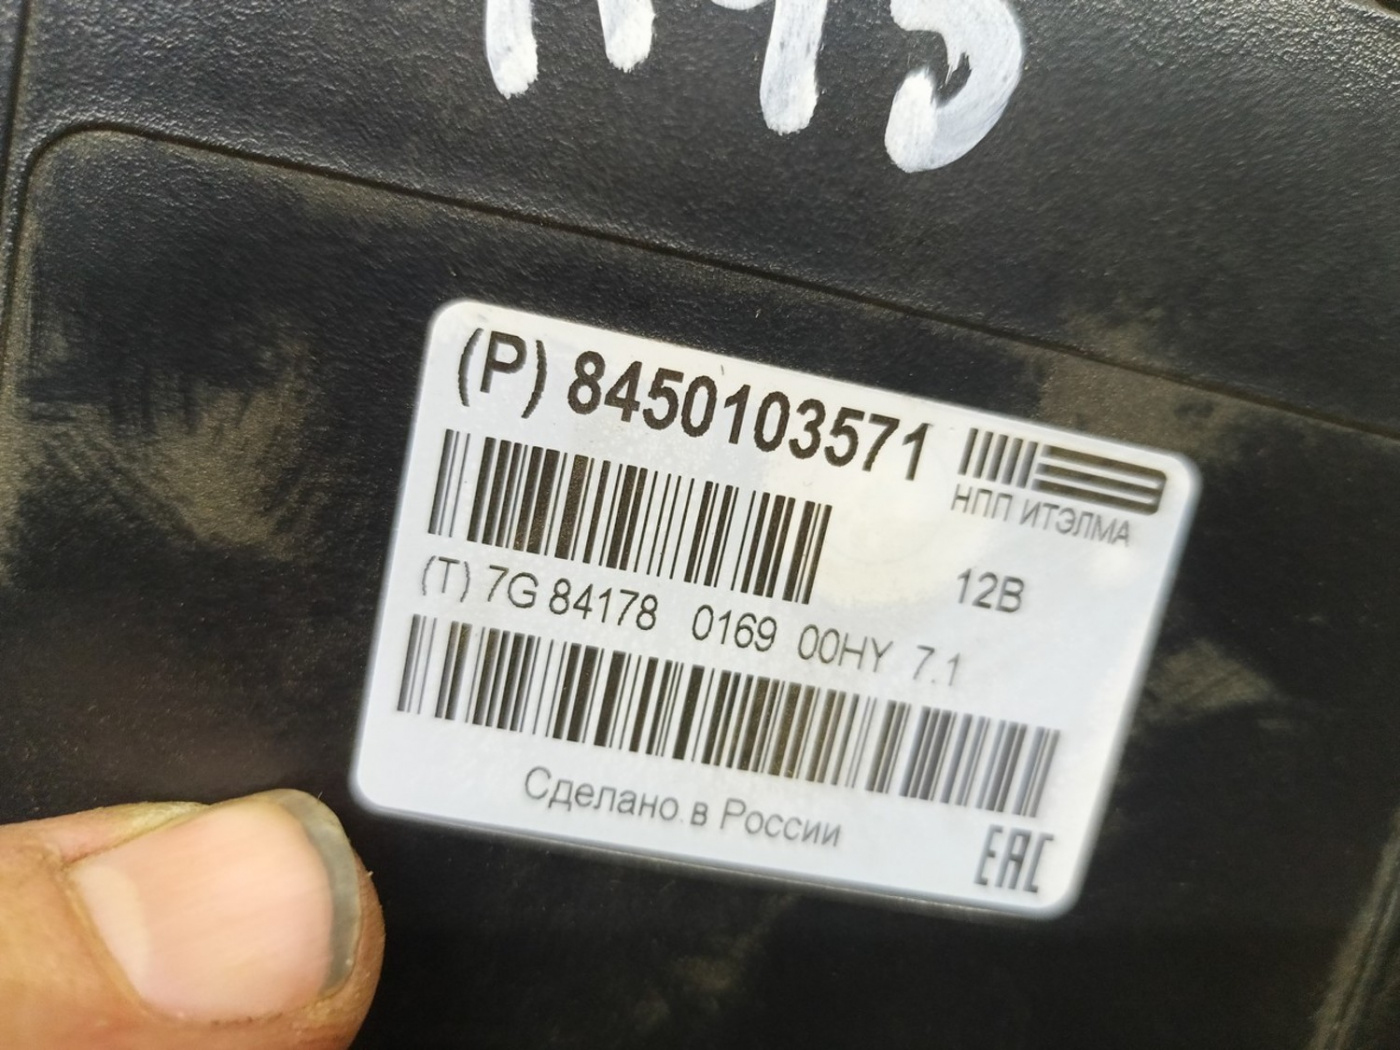 (P) 8450103571
НПП ИТЭЛМА
12В
(T) 7G 84178 0169 00HY 7.1
Сделано в России
EAC